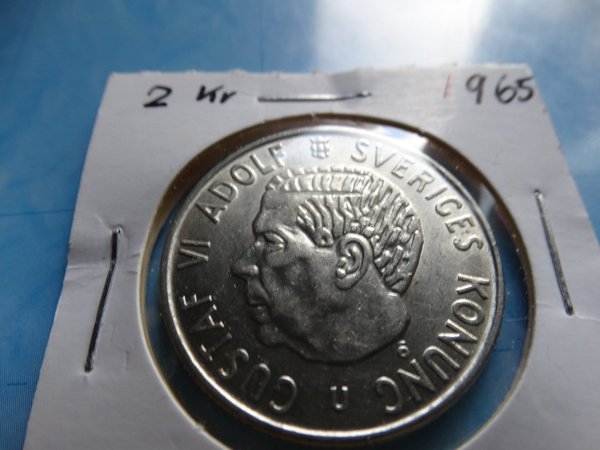 2 Kr 1965
GUSTAF VI ADOLF SVERIGES KONUNG
U